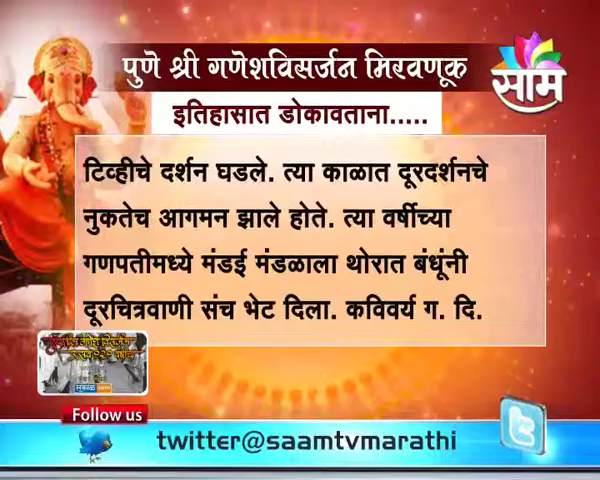 पुणे श्री गणेशविसर्जन मिरवणूक
साम
इतिहासात डोकावताना.....
टिव्हीचे दर्शन घडले. त्या काळात दूरदर्शनचे
नुकतेच आगमन झाले होते. त्या वर्षीच्या
गणपतीमध्ये मंडई मंडळाला थोरात बंधूंनी
दूरचित्रवाणी संच भेट दिला. कविवर्य ग. दि.
Follow us
twitter@saamtvmarathi